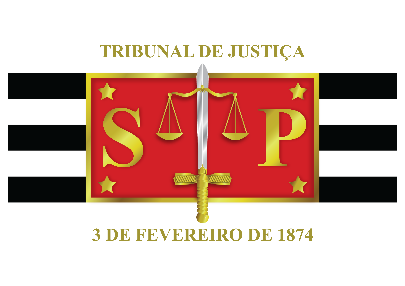 TRIBUNAL DE JUSTIÇA
S P
3 DE FEVEREIRO DE 1874